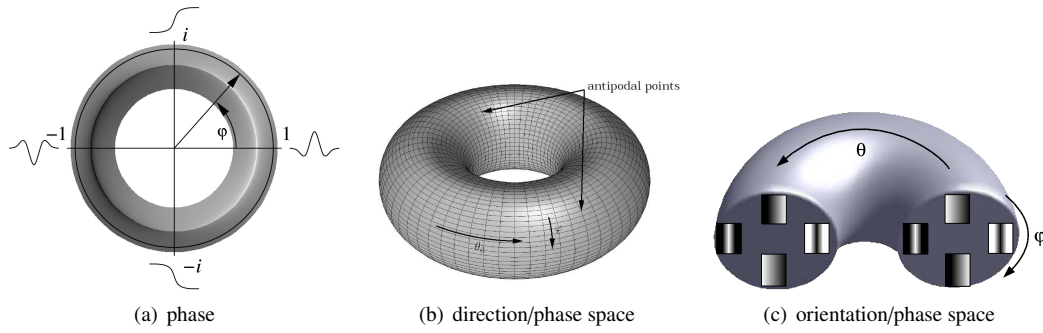 i
−1
φ
1
−i
(a) phase
antipodal points
θ
(b) direction/phase space
θ
φ
(c) orientation/phase space